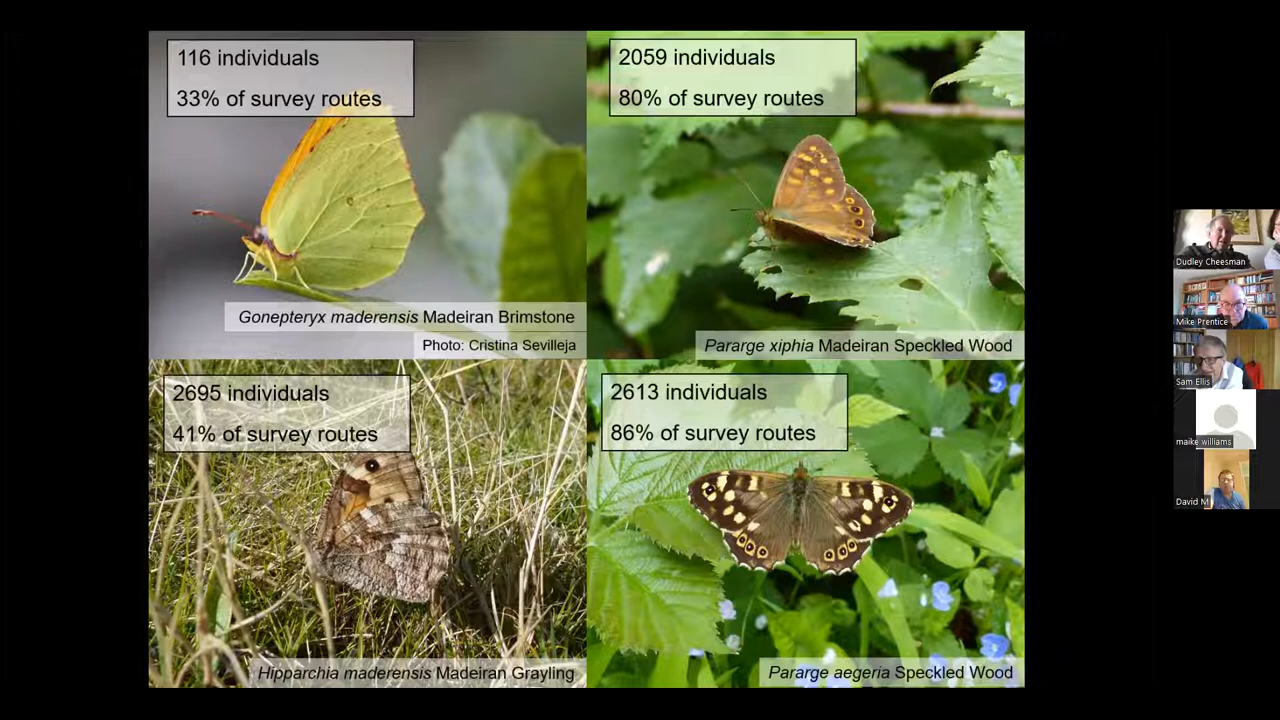 116 individuals
33% of survey routes
Gonepteryx maderensis Madeiran Brimstone
Photo: Cristina Sevilleja
2059 individuals
80% of survey routes
Pararge xiphia Madeiran Speckled Wood
2695 individuals
41% of survey routes
Hipparchia maderensis Madeiran Grayling
2613 individuals
86% of survey routes
Pararge aegeria Speckled Wood
Dudley Cheesman
Mike Prentice
Sam Ellis
maike williams
David M